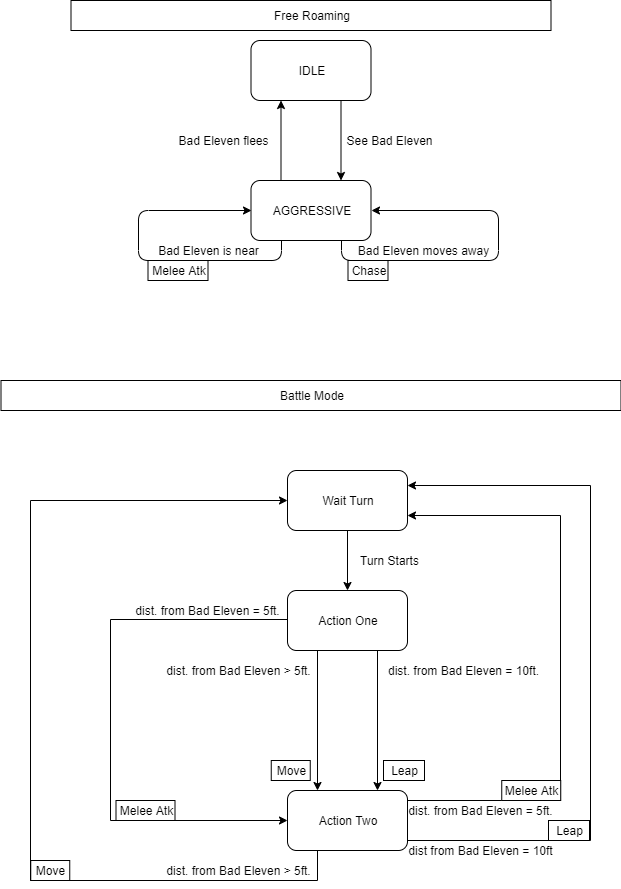 Free Roaming
IDLE
Bad Eleven flees
See Bad Eleven
AGGRESSIVE
Bad Eleven is near
Bad Eleven moves away
Melee Atk
Chase
Battle Mode
Wait Turn
Turn Starts
dist. from Bad Eleven = 5ft.
Action One
dist. from Bad Eleven > 5ft.
dist. from Bad Eleven = 10ft.
Move
Leap
Melee Atk
Melee Atk
dist. from Bad Eleven = 5ft.
Action Two
Leap
dist from Bad Eleven = 10ft
Move
dist. from Bad Eleven > 5ft.